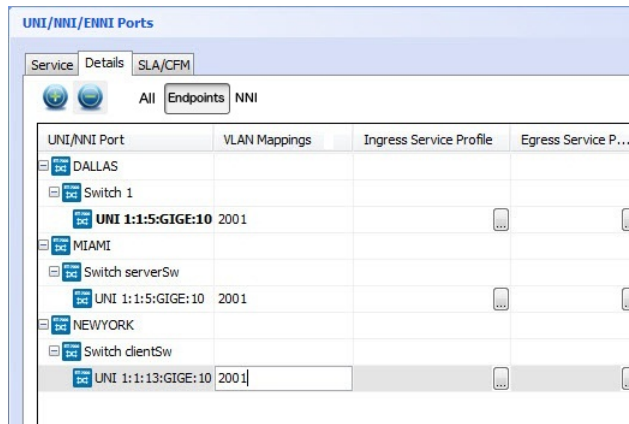 UNI/NNI/ENNI Ports
Service Details SLA/CFM
All Endpoints NNI
UNI/NNI Port VLAN Mappings Ingress Service Profile Egress Service P...
DALLAS
Switch 1
UNI 1:1:5:GIGE:10 2001 ...
MIAMI
Switch serverSw
UNI 1:1:5:GIGE:10 2001 ...
NEWYORK
Switch clientSw
UNI 1:1:13:GIGE:10 2001 ...